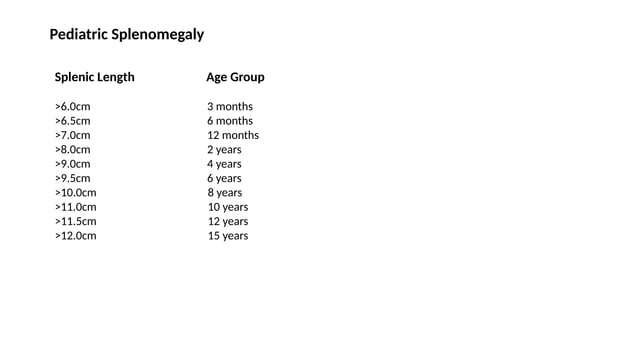 Pediatric Splenomegaly
Splenic Length Age Group
>6.0cm 3 months
>6.5cm 6 months
>7.0cm 12 months
>8.0cm 2 years
>9.0cm 4 years
>9.5cm 6 years
>10.0cm 8 years
>11.0cm 10 years
>11.5cm 12 years
>12.0cm 15 years